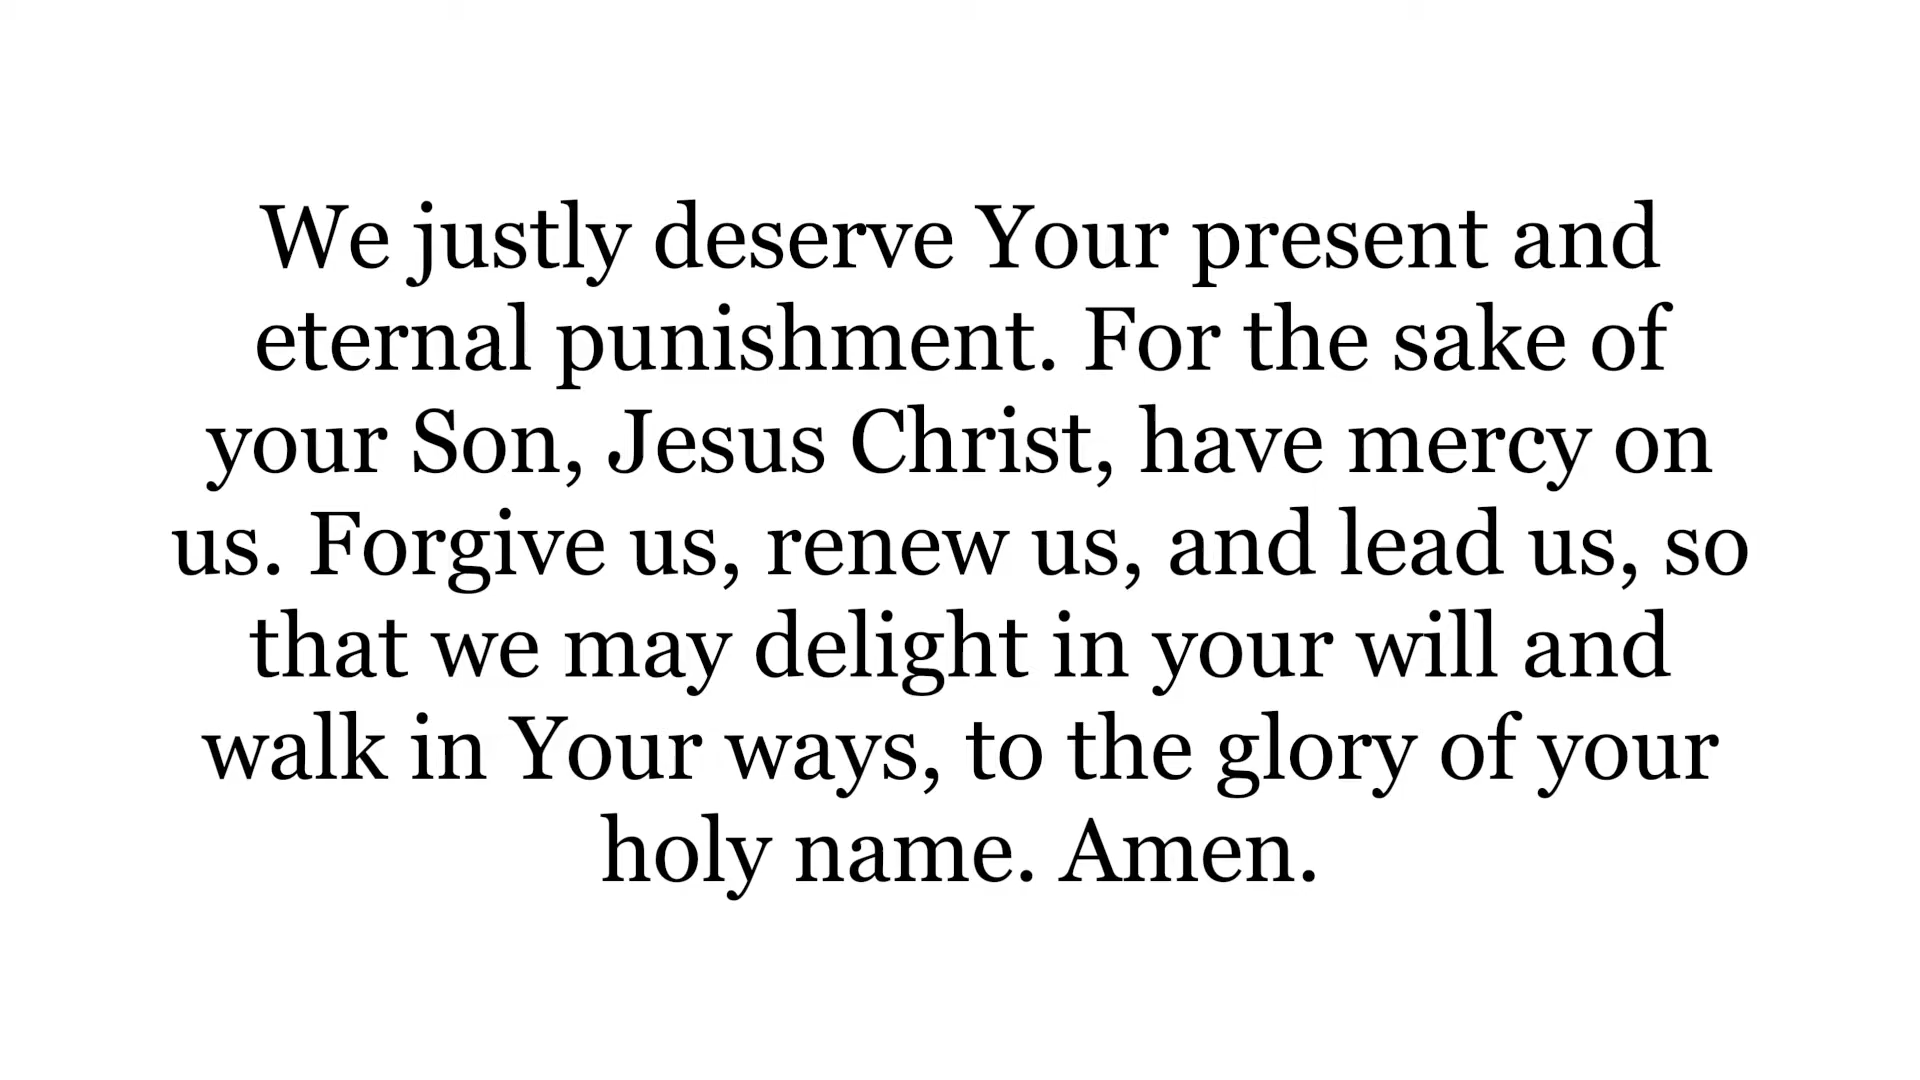 We justly deserve Your present and
eternal punishment. For the sake of
your Son, Jesus Christ, have mercy on
us. Forgive us, renew us, and lead us, so
that we may delight in your will and
walk in Your ways, to the glory of your
holy name. Amen.